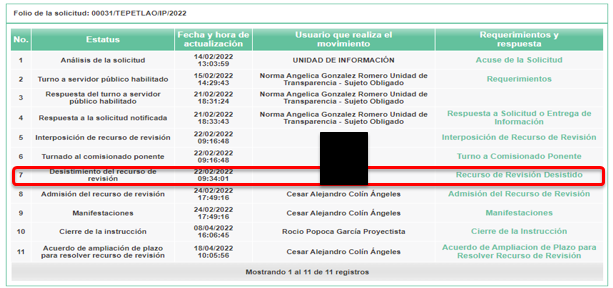 Folio de la solicitud: 00031/TEPETLAO/IP/2022
No. Estatus Fecha y hora de actualización Usuario que realiza el movimiento Requerimientos y respuesta
1 Análisis de la solicitud 14/02/2022 13:03:59 UNIDAD DE INFORMACIÓN Acuse de la Solicitud
2 Turno a servidor público habilitado 15/02/2022 14:29:43 Norma Angelica Gonzalez Romero Unidad de Transparencia - Sujeto Obligado Requerimientos
3 Respuesta del turno a servidor público habilitado 21/02/2022 18:31:24 Norma Angelica Gonzalez Romero Unidad de Transparencia - Sujeto Obligado
4 Respuesta a la solicitud notificada 21/02/2022 18:33:43 Norma Angelica Gonzalez Romero Unidad de Transparencia - Sujeto Obligado Respuesta a Solicitud o Entrega de Información
5 Interposición de recurso de revisión 22/02/2022 09:16:48 Interposición de Recurso de Revisión
6 Turnado al comisionado ponente 22/02/2022 09:16:48 Turno a Comisionado Ponente
7 Desistimiento del recurso de revisión 22/02/2022 09:34:01 Recurso de Revisión Desistido
8 Admisión del recurso de revisión 24/02/2022 17:49:16 Cesar Alejandro Colín Ángeles Admisión del Recurso de Revisión
9 Manifestaciones 24/02/2022 17:49:16 Cesar Alejandro Colín Ángeles Manifestaciones
10 Cierre de la instrucción 08/04/2022 16:06:45 Rocio Popoca García Proyectista Cierre de la instrucción
11 Acuerdo de ampliación de plazo para resolver recurso de revisión 18/04/2022 10:05:56 Cesar Alejandro Colín Ángeles Acuerdo de Ampliacion de Plazo para Resolver Recurso de Revisión
Mostrando 1 al 11 de 11 registros